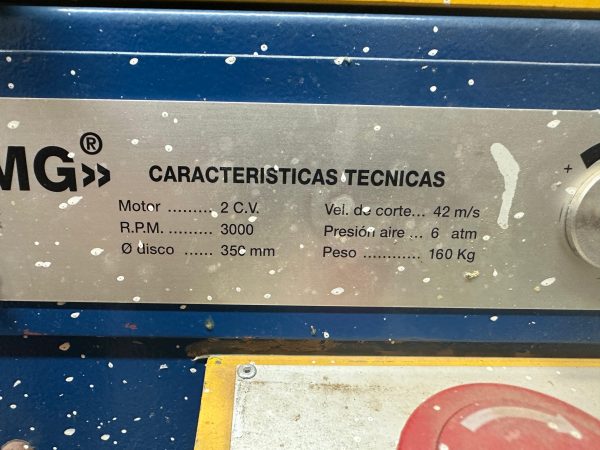 MG®»
CARACTERISTICAS TECNICAS
Motor ......... 2 C.V.
R.P.M. ......... 3000
Ø disco ...... 350 mm
Vel. de corte... 42 m/s
Presión aire ... 6 atm
Peso ............ 160 Kg
+